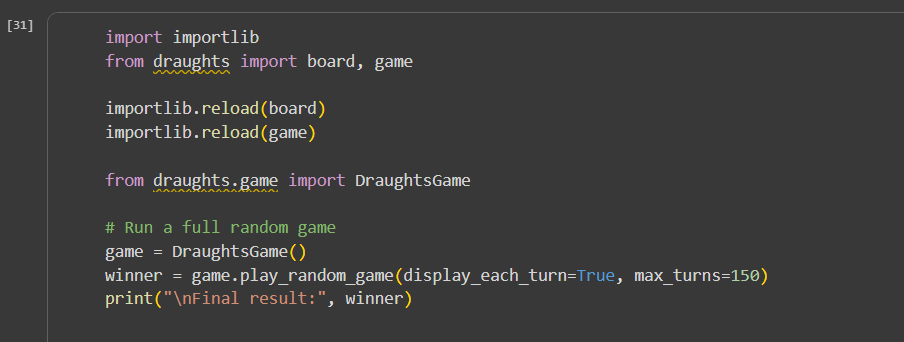 [31]
import importlib
from draughts import board, game
importlib.reload(board)
importlib.reload(game)
from draughts.game import DraughtsGame
# Run a full random game
game = DraughtsGame()
winner = game.play_random_game(display_each_turn=True, max_turns=150)
print("\nFinal result:", winner)